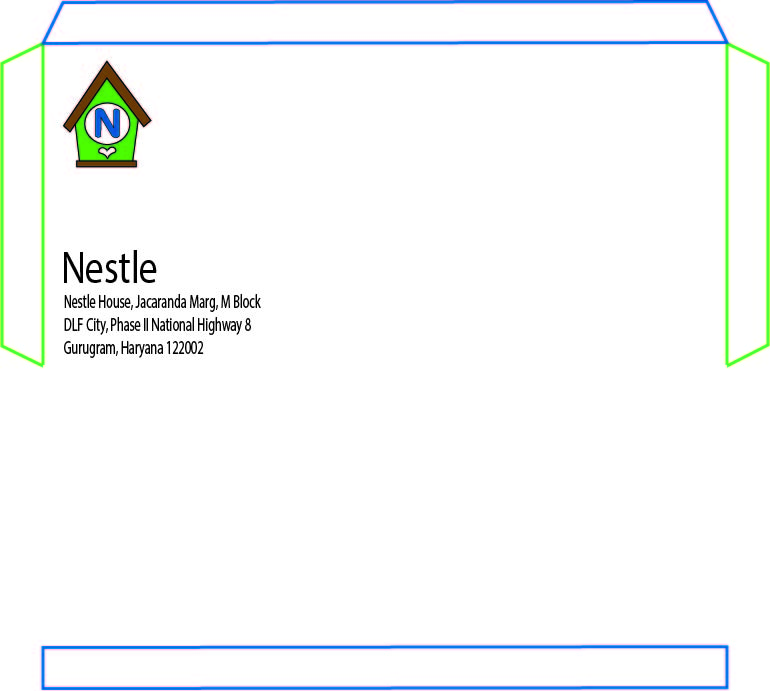 N
Nestle
Nestle House, Jacaranda Marg, M Block
DLF City, Phase II National Highway 8
Gurugram, Haryana 122002